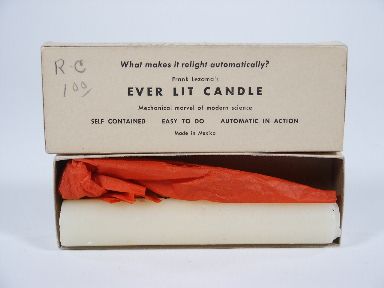 What makes it relight automatically?
R-C
100
Frank Lezama's
EVER LIT CANDLE
Mechanical marvel of modern science
SELF CONTAINED EASY TO DO AUTOMATIC IN ACTION
Made in Mexico